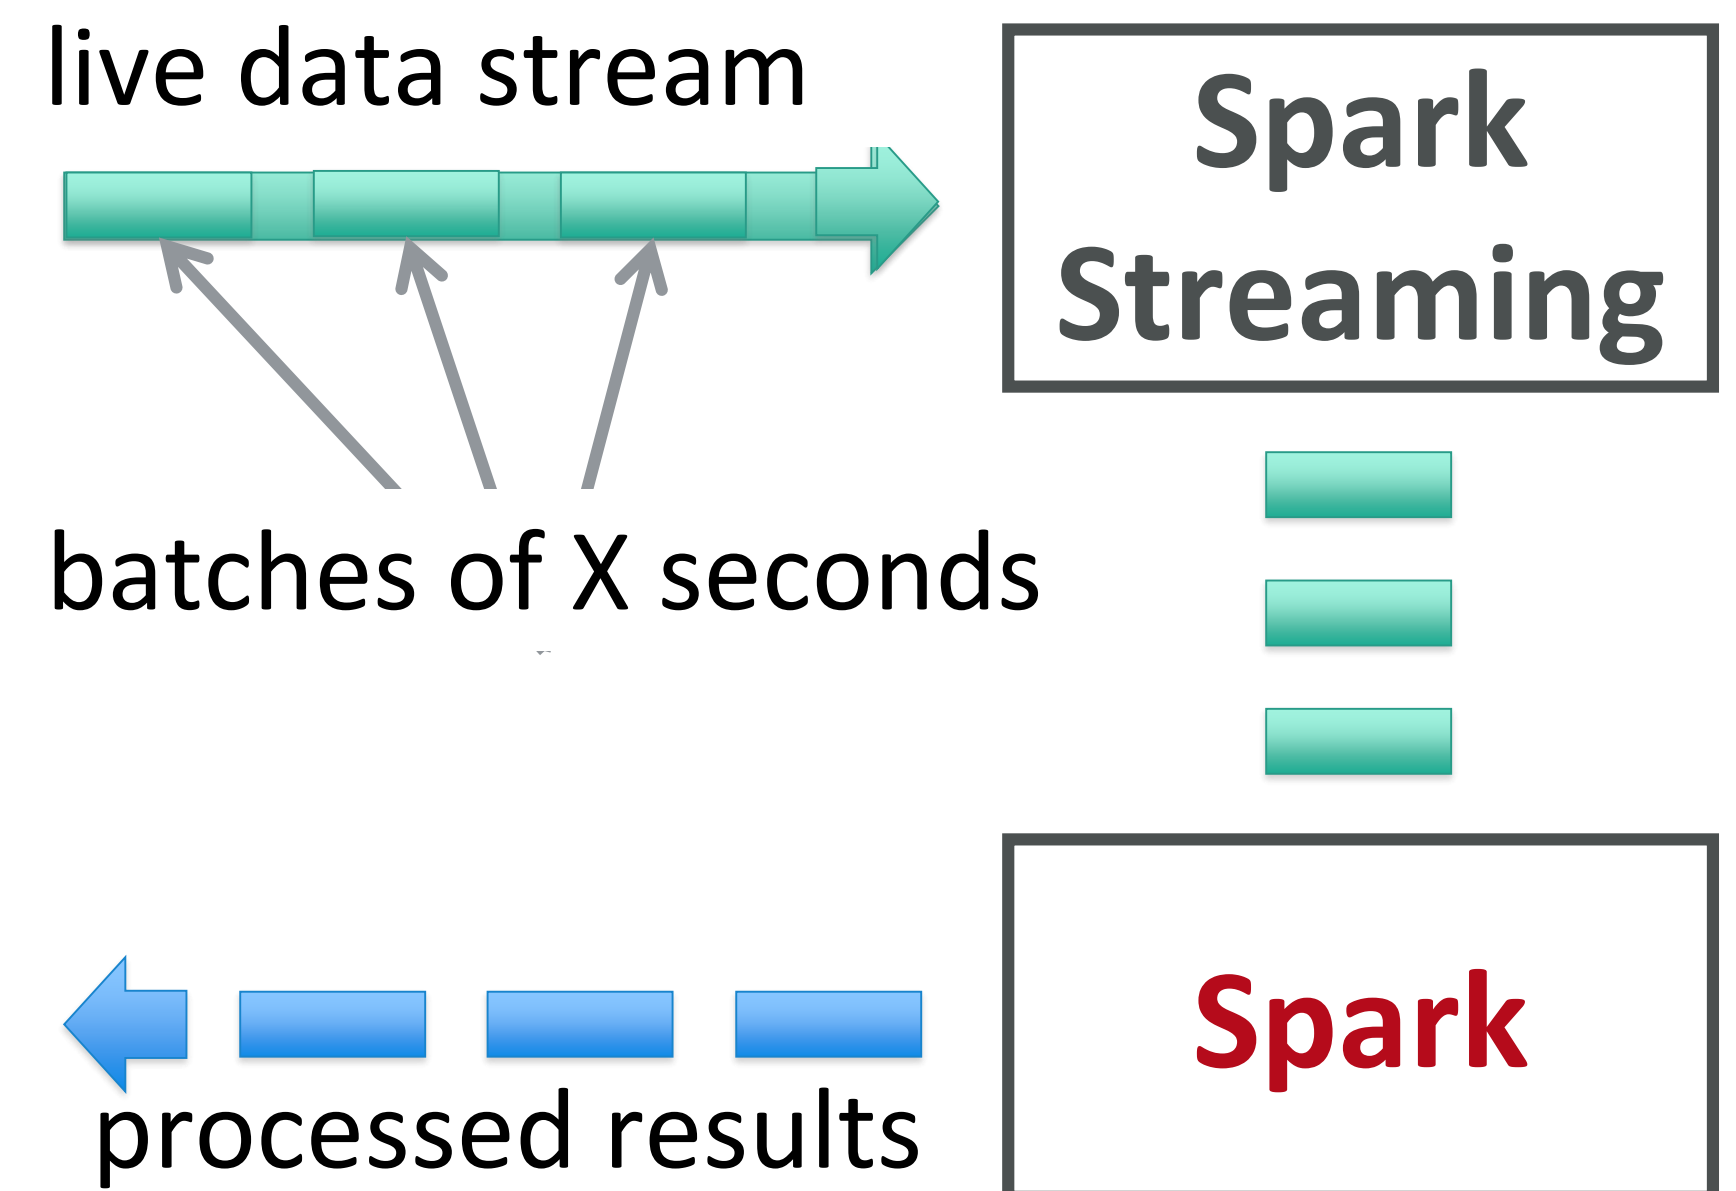 live data stream
Spark
Streaming
batches of X seconds
Spark
processed results